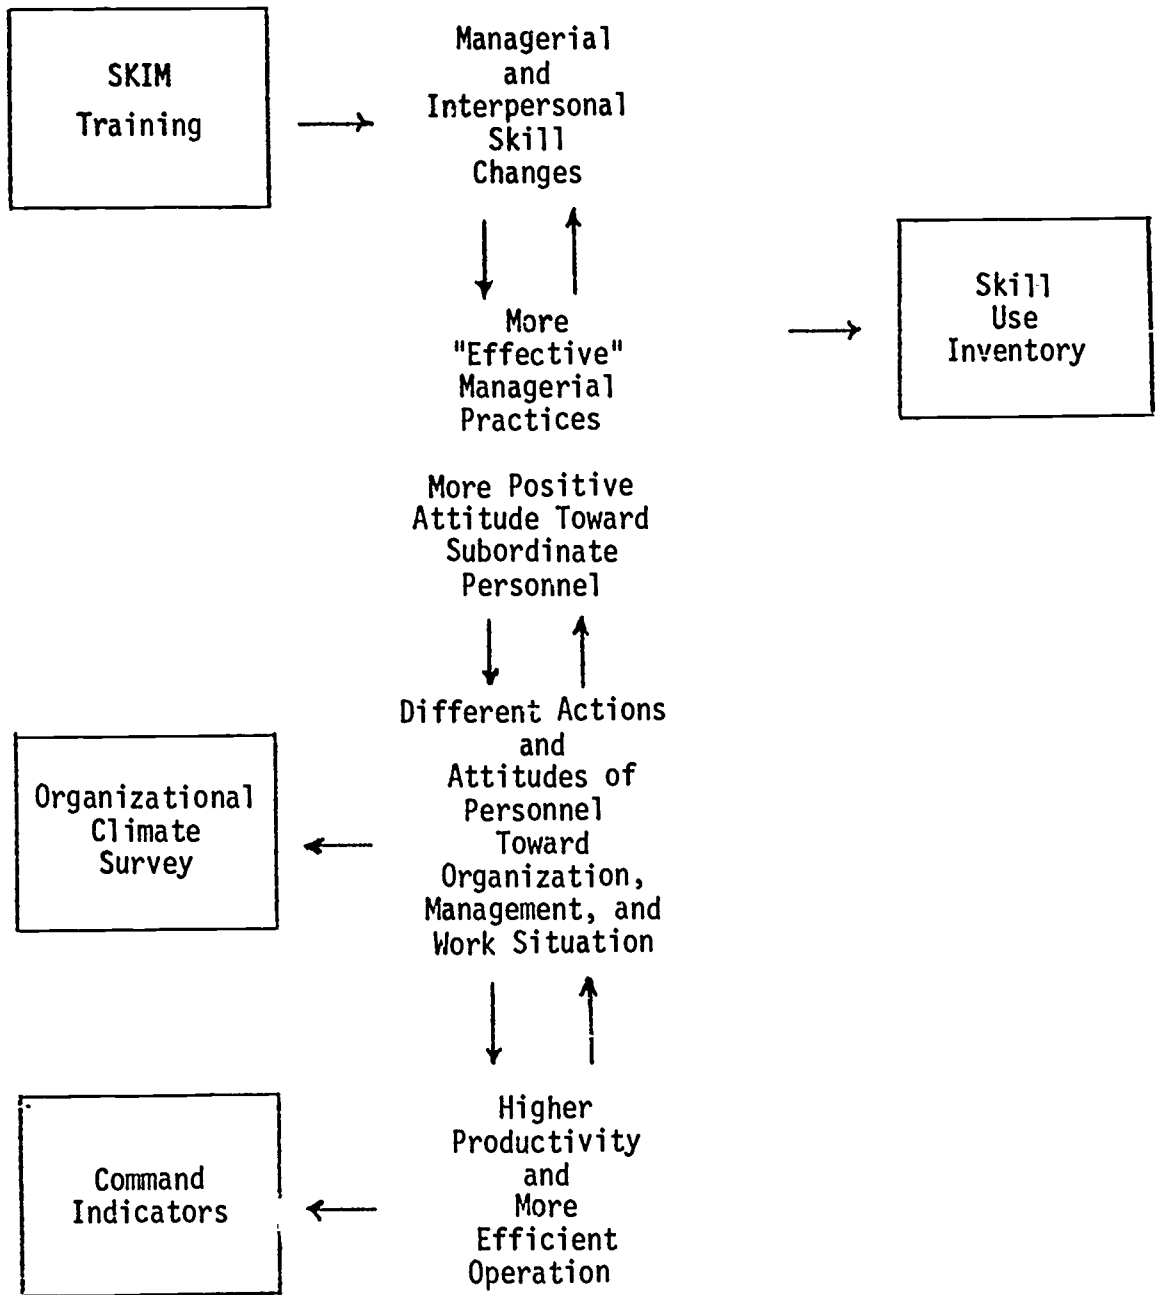 SKIM
Training
Managerial
and
Interpersonal
Skill
Changes
More
"Effective"
Managerial
Practices
Skill
Use
Inventory
More Positive
Attitude Toward
Subordinate
Personnel
Different Actions
and
Attitudes of
Personnel
Toward
Organization,
Management, and
Work Situation
Organizational
Climate
Survey
Higher
Productivity
and
More
Efficient
Operation
Command
Indicators